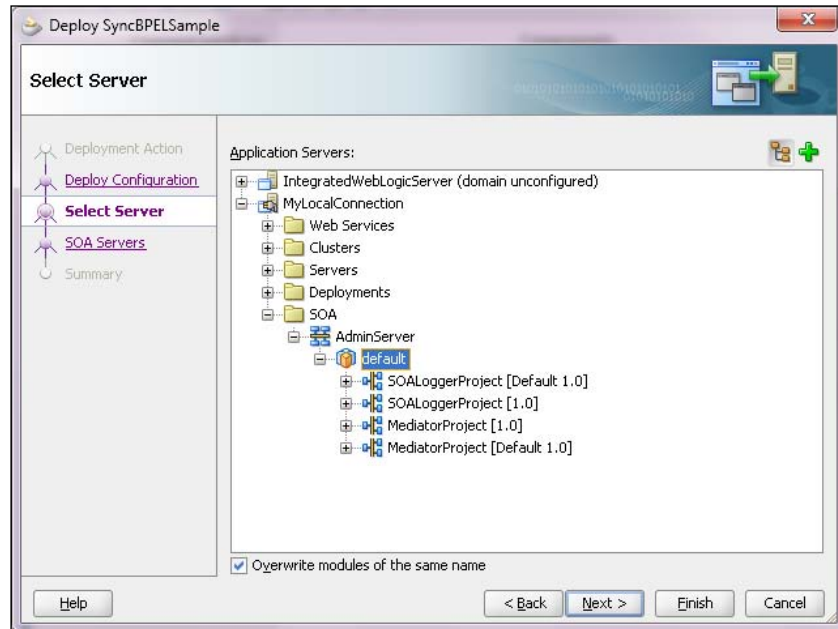 Deploy SyncBPELSample
Select Server
Deployment Action
Deploy Configuration
Select Server
SOA Servers
Summary
Application Servers:
IntegratedWebLogicServer (domain unconfigured)
MyLocalConnection
Web Services
Clusters
Servers
Deployments
SOA
AdminServer
default
SOALoggerProject [Default 1.0]
SOALoggerProject [1.0]
MediatorProject [1.0]
MediatorProject [Default 1.0]
Overwrite modules of the same name
Help
< Back
Next >
Finish
Cancel